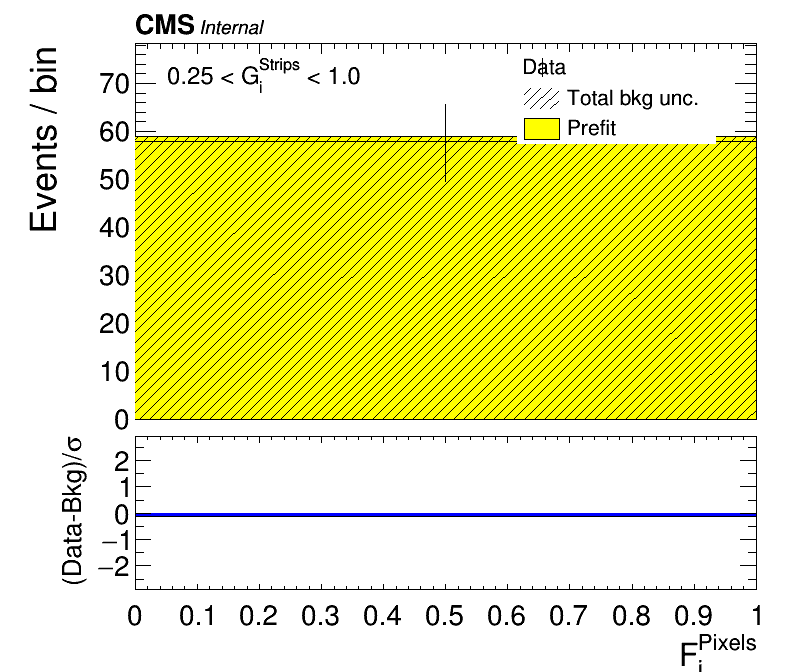 CMS Internal
Events / bin
0.25 < G_i^Strips < 1.0
Data
Total bkg unc.
Prefit
70
60
50
40
30
20
10
0
(Data-Bkg)/σ
2
1
0
−1
−2
0 0.1 0.2 0.3 0.4 0.5 0.6 0.7 0.8 0.9 1
F_i^Pixels